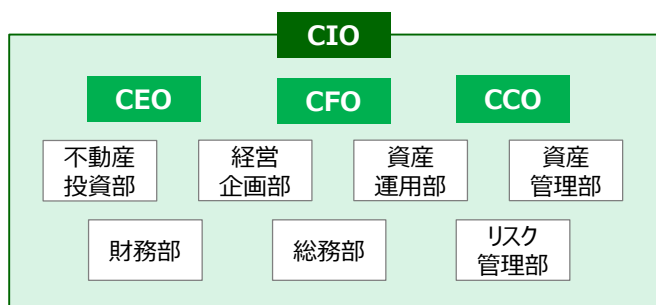 CIO
CEO
CFO
CCO
不動産
投資部
経営
企画部
資産
運用部
資産
管理部
財務部
総務部
リスク
管理部